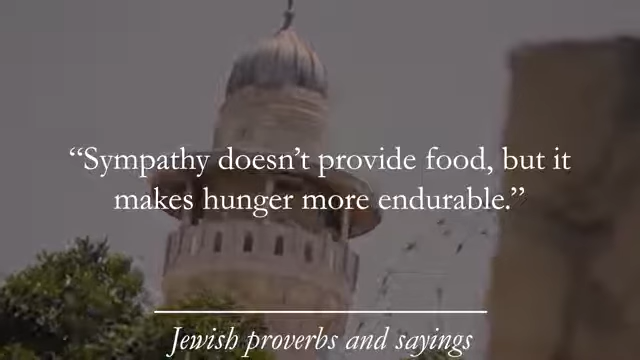 “Sympathy doesn’t provide food, but it
makes hunger more endurable.”
Jewish proverbs and sayings